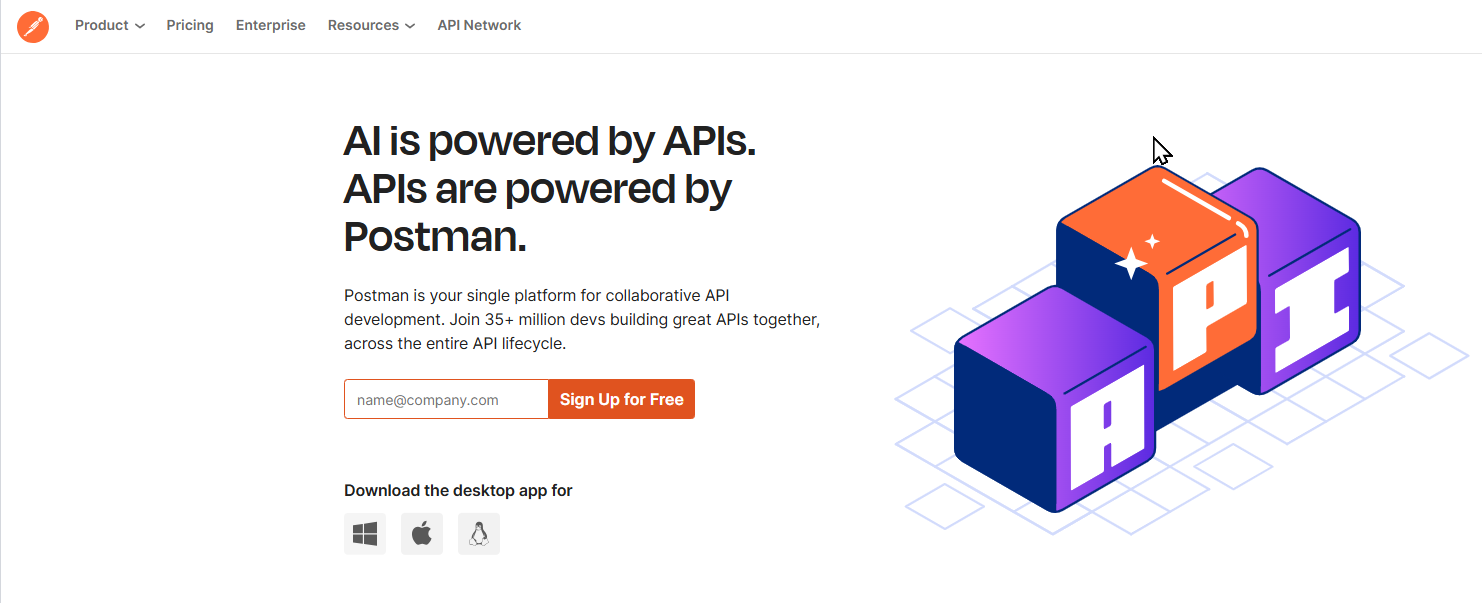 Product Pricing Enterprise Resources API Network
AI is powered by APIs.
APIs are powered by
Postman.
Postman is your single platform for collaborative API
development. Join 35+ million devs building great APIs together,
across the entire API lifecycle.
name@company.com Sign Up for Free
Download the desktop app for
A P I